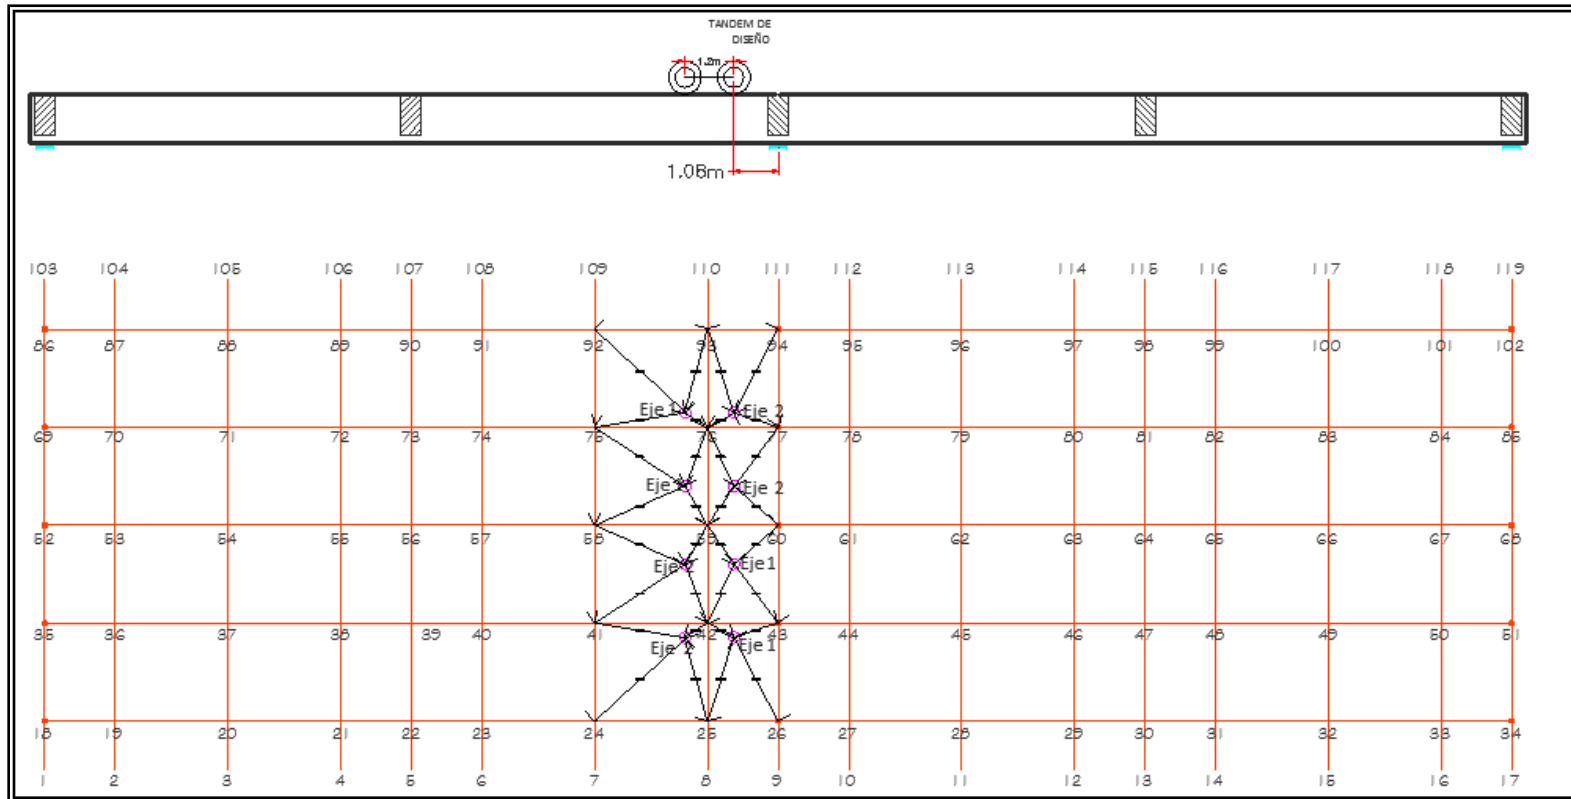 TANDEM DE
DISEÑO
1.2m
1.08m
103 104 105 106 107 108 109 110 111 112 113 114 115 116 117 118 119
86 87 88 89 90 91 92 93 94 95 96 97 98 99 100 101 102
Eje 1 Eje 2
69 70 71 72 73 74 75 76 77 78 79 80 81 82 83 84 85
Eje Eje 2
52 53 54 55 56 57 58 59 60 61 62 63 64 65 66 67 68
Eje 2 Eje1
35 36 37 38 39 40 41 42 43 44 45 46 47 48 49 50 51
Eje 2 Eje1
18 19 20 21 22 23 24 25 26 27 28 29 30 31 32 33 34
1 2 3 4 5 6 7 8 9 10 11 12 13 14 15 16 17